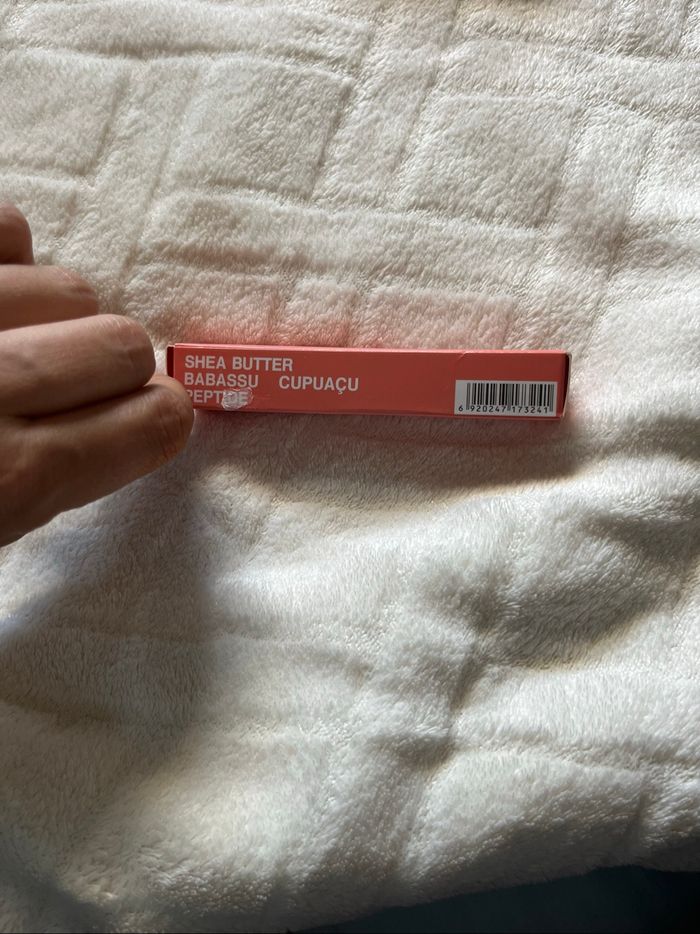 SHEA BUTTER
BABASSU CUPUAÇU
PEPTIDE
6 920247 173241